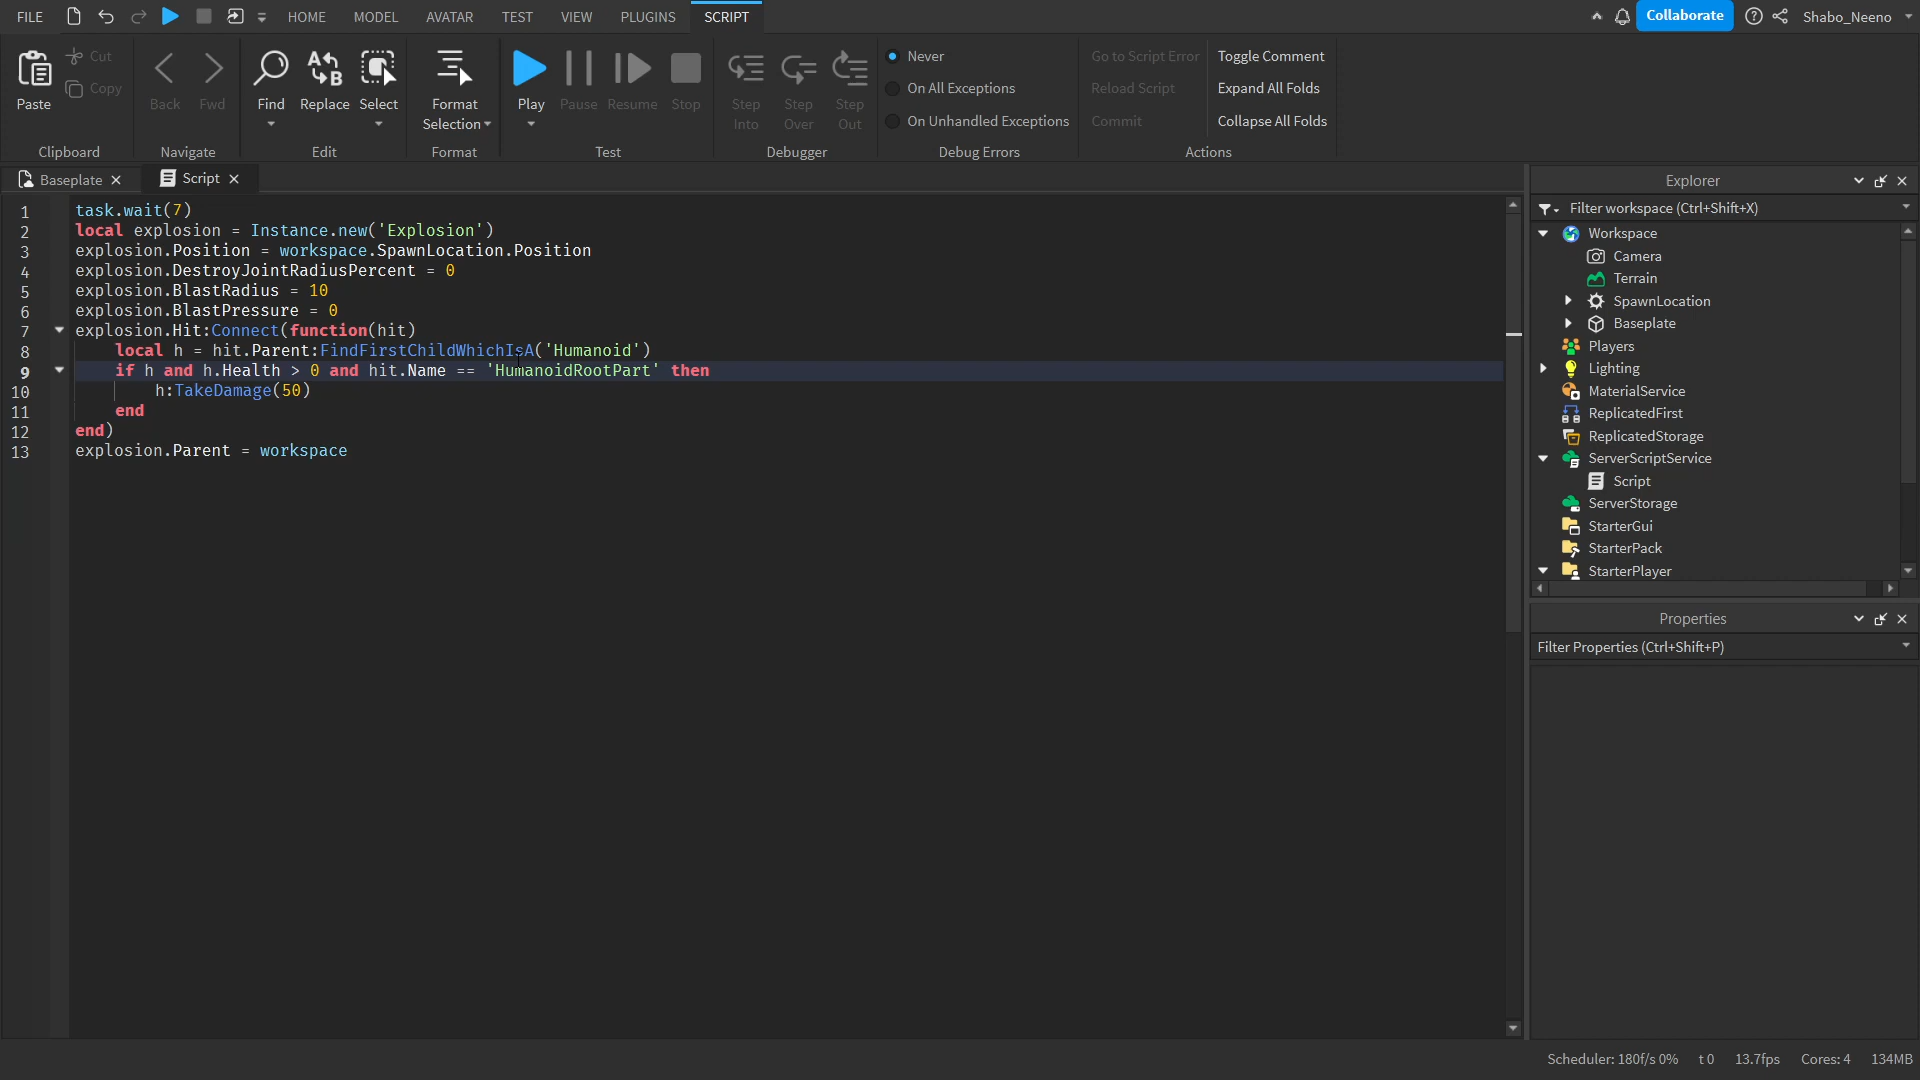 FILE HOME MODEL AVATAR TEST VIEW PLUGINS SCRIPT Collaborate Shabo_Neeno
Paste Cut Copy
Clipboard
Back Fwd
Navigate
Find Replace Select
Edit
Format Selection
Format
Play Pause Resume Stop
Test
Step Into Step Over Step Out
Debugger
Never
On All Exceptions
On Unhandled Exceptions
Debug Errors
Go to Script Error Toggle Comment
Reload Script Expand All Folds
Commit Collapse All Folds
Actions
Baseplate Script
1 task.wait(7)
2 local explosion = Instance.new('Explosion')
3 explosion.Position = workspace.SpawnLocation.Position
4 explosion.DestroyJointRadiusPercent = 0
5 explosion.BlastRadius = 10
6 explosion.BlastPressure = 0
7 explosion.Hit:Connect(function(hit)
8 local h = hit.Parent:FindFirstChildWhichIsA('Humanoid')
9 if h and h.Health > 0 and hit.Name == 'HumanoidRootPart' then
10 h:TakeDamage(50)
11 end
12 end)
13 explosion.Parent = workspace
Explorer
Filter workspace (Ctrl+Shift+X)
Workspace
Camera
Terrain
SpawnLocation
Baseplate
Players
Lighting
MaterialService
ReplicatedFirst
ReplicatedStorage
ServerScriptService
Script
ServerStorage
StarterGui
StarterPack
StarterPlayer
Properties
Filter Properties (Ctrl+Shift+P)
Scheduler: 180f/s 0% t 0 13.7fps Cores: 4 134MB